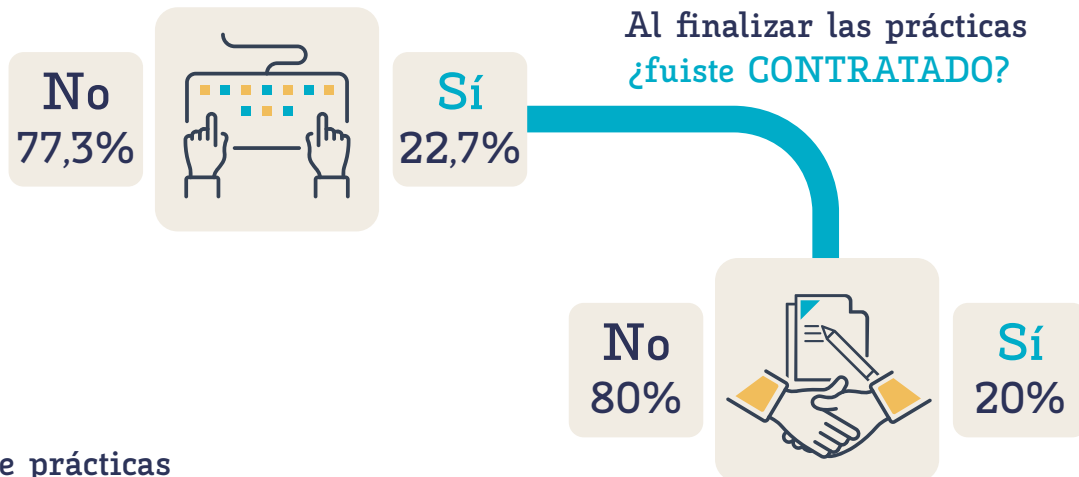 Al finalizar las prácticas
¿fuiste CONTRATADO?
No
77,3%
Sí
22,7%
No
80%
Sí
20%
prácticas